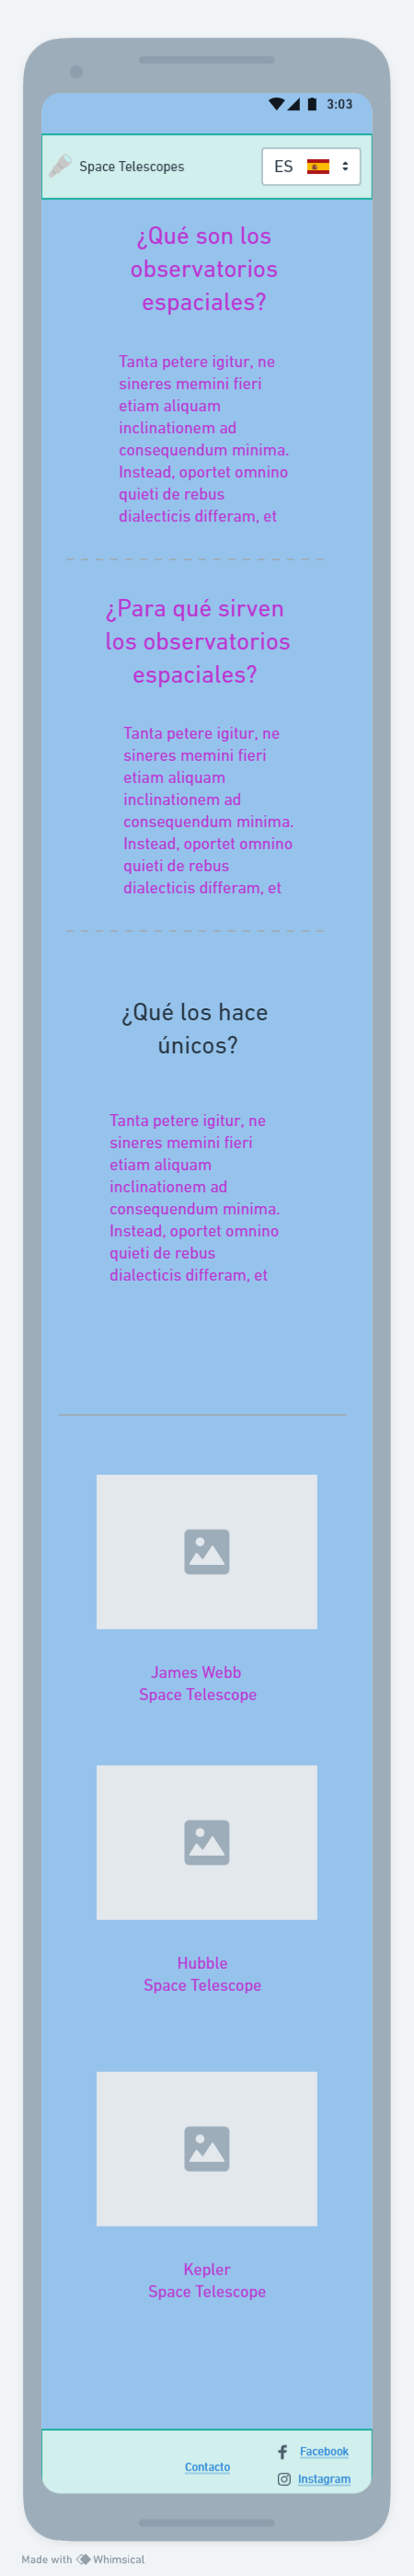 3:03
Space Telescopes
ES
¿Qué son los
observatorios
espaciales?
Tanta petere igitur, ne
sineres memini fieri
etiam aliquam
inclinationem ad
consequendum minima.
Instead, oportet omnino
quieti de rebus
dialecticis differam, et
¿Para qué sirven
los observatorios
espaciales?
Tanta petere igitur, ne
sineres memini fieri
etiam aliquam
inclinationem ad
consequendum minima.
Instead, oportet omnino
quieti de rebus
dialecticis differam, et
¿Qué los hace
únicos?
Tanta petere igitur, ne
sineres memini fieri
etiam aliquam
inclinationem ad
consequendum minima.
Instead, oportet omnino
quieti de rebus
dialecticis differam, et
James Webb
Space Telescope
Hubble
Space Telescope
Kepler
Space Telescope
Contacto
Facebook
Instagram
Made with Whimsical